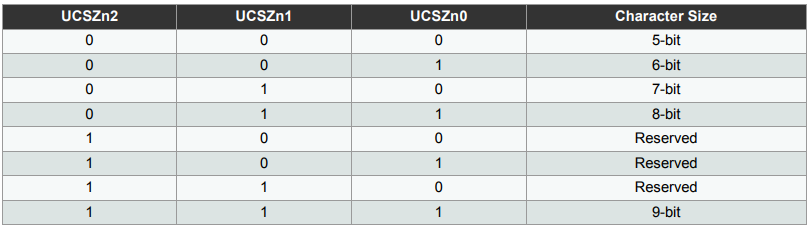 UCSZn2 UCSZn1 UCSZn0 Character Size
0 0 0 5-bit
0 0 1 6-bit
0 1 0 7-bit
0 1 1 8-bit
1 0 0 Reserved
1 0 1 Reserved
1 1 0 Reserved
1 1 1 9-bit